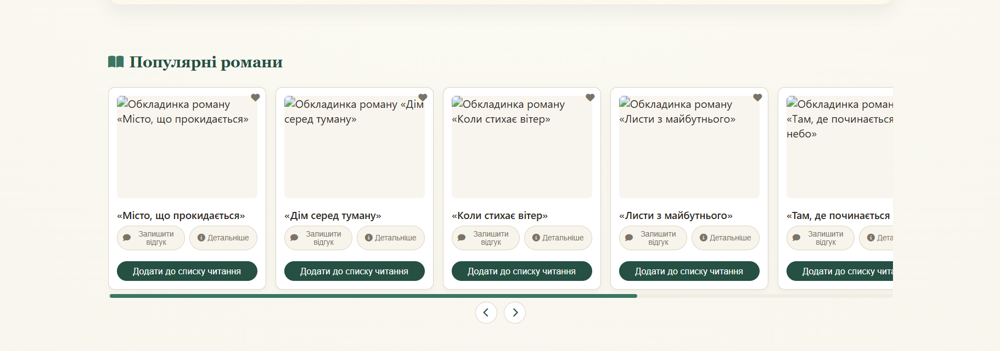 Популярні романи
Обкладинка роману
«Місто, що прокидається»
«Місто, що прокидається»
Залишити
відгук
Детальніше
Додати до списку читання
Обкладинка роману «Дім
серед туману»
«Дім серед туману»
Залишити
відгук
Детальніше
Додати до списку читання
Обкладинка роману
«Коли стихає вітер»
«Коли стихає вітер»
Залишити
відгук
Детальніше
Додати до списку читання
Обкладинка роману
«Листи з майбутнього»
«Листи з майбутнього»
Залишити
відгук
Детальніше
Додати до списку читання
Обкладинка роман
«Там, де починається
небо»
«Там, де починається
Залишити
відгук
Дета
Додати до списку чита